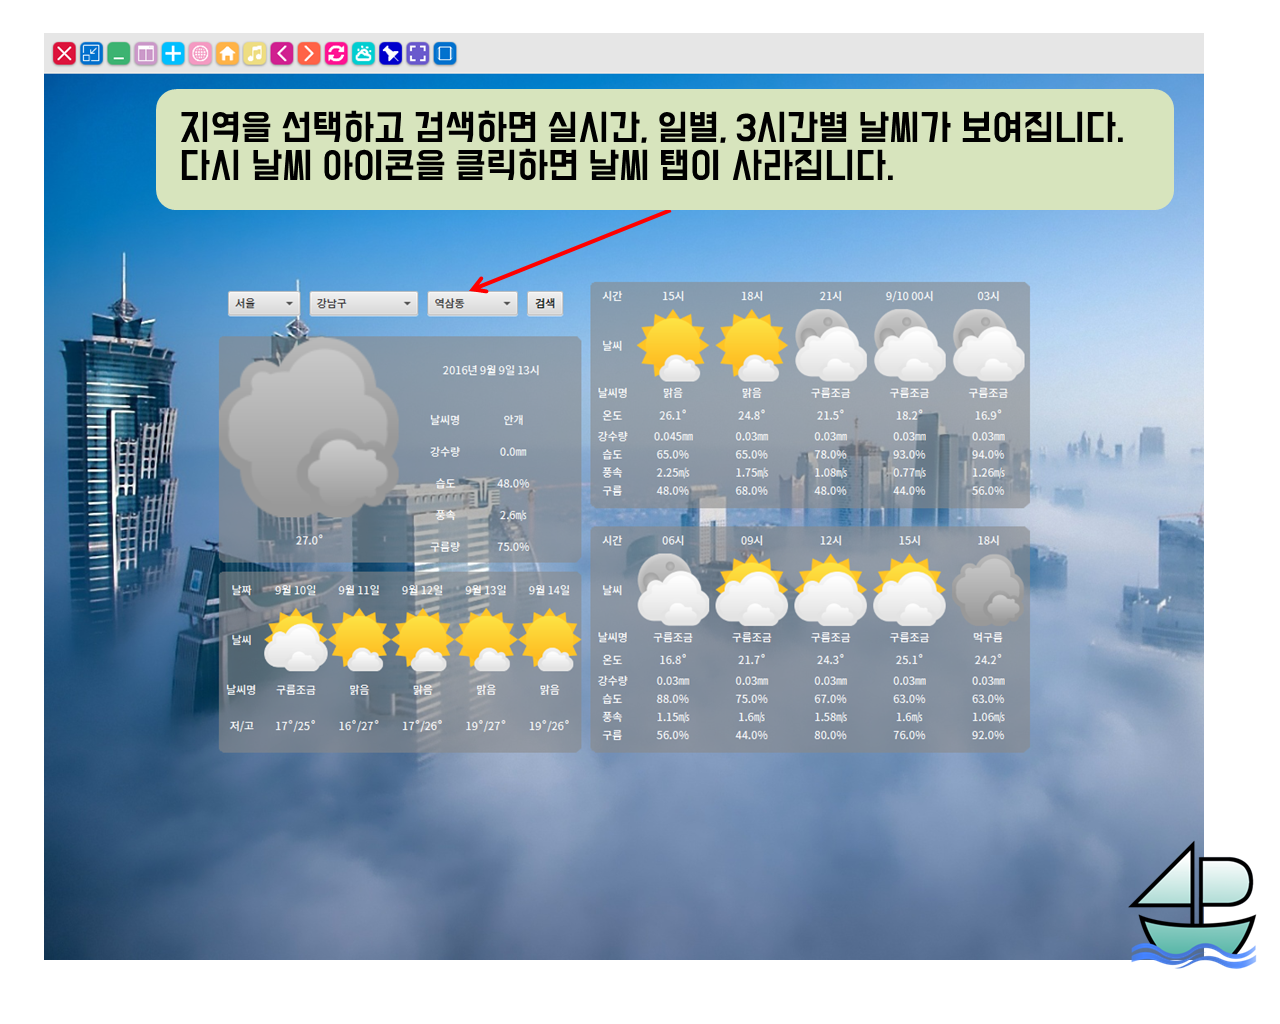 지역을 선택하고 검색하면 실시간, 일별, 3시간별 날씨가 보여집니다.
다시 날씨 아이콘을 클릭하면 날씨 탭이 사라집니다.
서울 강남구 역삼동 검색
2016년 9월 9일 13시
날씨명 안개
강수량 0.0㎜
습도 48.0%
풍속 2.6㎧
구름량 75.0%
27.0°
날짜 9월 10일 9월 11일 9월 12일 9월 13일 9월 14일
날씨
날씨명 구름조금 맑음 맑음 맑음 맑음
저/고 17°/25° 16°/27° 17°/26° 19°/27° 19°/26°
시간 15시 18시 21시 9/10 00시 03시
날씨
날씨명 맑음 맑음 구름조금 구름조금 구름조금
온도 26.1° 24.8° 21.5° 18.2° 16.9°
강수량 0.045㎜ 0.03㎜ 0.03㎜ 0.03㎜ 0.03㎜
습도 65.0% 65.0% 78.0% 93.0% 94.0%
풍속 2.25㎧ 1.75㎧ 1.08㎧ 0.77㎧ 1.26㎧
구름 48.0% 68.0% 48.0% 44.0% 56.0%
시간 06시 09시 12시 15시 18시
날씨
날씨명 구름조금 구름조금 구름조금 구름조금 먹구름
온도 16.8° 21.7° 24.3° 25.1° 24.2°
강수량 0.03㎜ 0.03㎜ 0.03㎜ 0.03㎜ 0.03㎜
습도 88.0% 75.0% 67.0% 63.0% 63.0%
풍속 1.15㎧ 1.6㎧ 1.58㎧ 1.6㎧ 1.06㎧
구름 56.0% 44.0% 80.0% 76.0% 92.0%